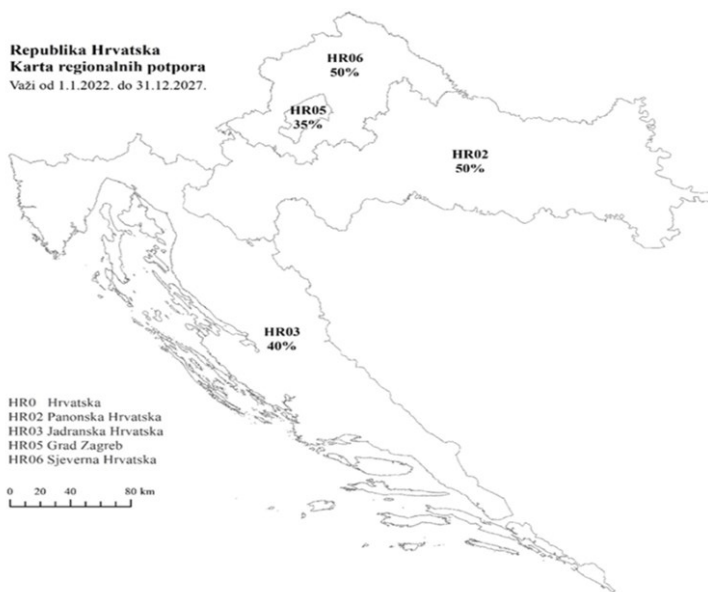 Republika Hrvatska
Karta regionalnih potpora
Važi od 1.1.2022. do 31.12.2027.
HR06
50%
HR05
35%
HR02
50%
HR03
40%
HR0 Hrvatska
HR02 Panonska Hrvatska
HR03 Jadranska Hrvatska
HR05 Grad Zagreb
HR06 Sjeverna Hrvatska
0 20 40 80 km